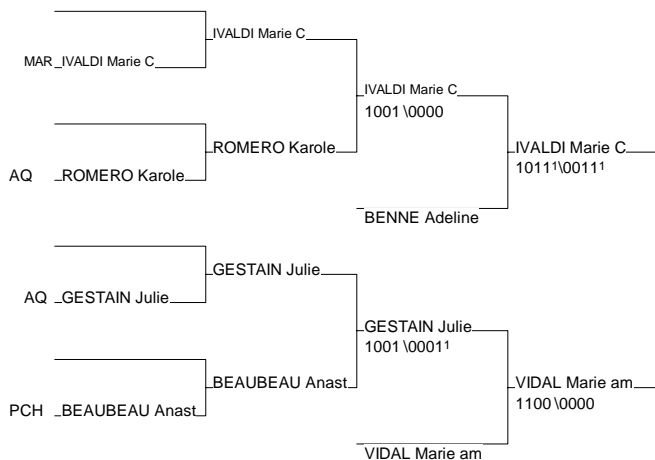 IVALDI Marie C
MAR IVALDI Marie C
IVALDI Marie C
1001 \0000
ROMERO Karole
IVALDI Marie C
1011¹\0011¹
AQ ROMERO Karole
BENNE Adeline
GESTAIN Julie
AQ GESTAIN Julie
GESTAIN Julie
1001 \0001¹
BEAUBEAU Anast
VIDAL Marie am
1100 \0000
PCH BEAUBEAU Anast
VIDAL Marie am